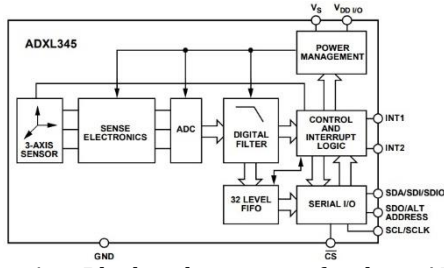 VS VDD I/O
ADXL345
POWER
MANAGEMENT
3-AXIS
SENSOR
SENSE
ELECTRONICS
ADC
DIGITAL
FILTER
CONTROL
AND
INTERRUPT
LOGIC
INT1
INT2
32 LEVEL
FIFO
SERIAL I/O
SDA/SDI/SDIO
SDO/ALT
ADDRESS
SCL/SCLK
GND
CS